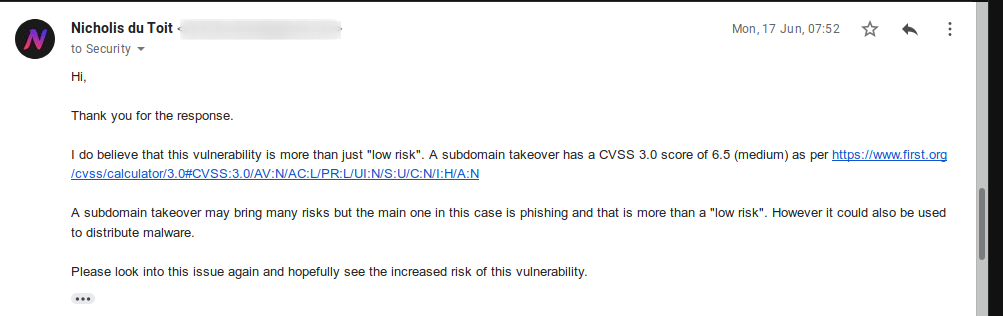 Nicholis du Toit
Mon, 17 Jun, 07:52
to Security
Hi,
Thank you for the response.
I do believe that this vulnerability is more than just "low risk". A subdomain takeover has a CVSS 3.0 score of 6.5 (medium) as per https://www.first.org
/cvss/calculator/3.0#CVSS:3.0/AV:N/AC:L/PR:L/UI:N/S:U/C:N/I:H/A:N
A subdomain takeover may bring many risks but the main one in this case is phishing and that is more than a "low risk". However it could also be used
to distribute malware.
Please look into this issue again and hopefully see the increased risk of this vulnerability.